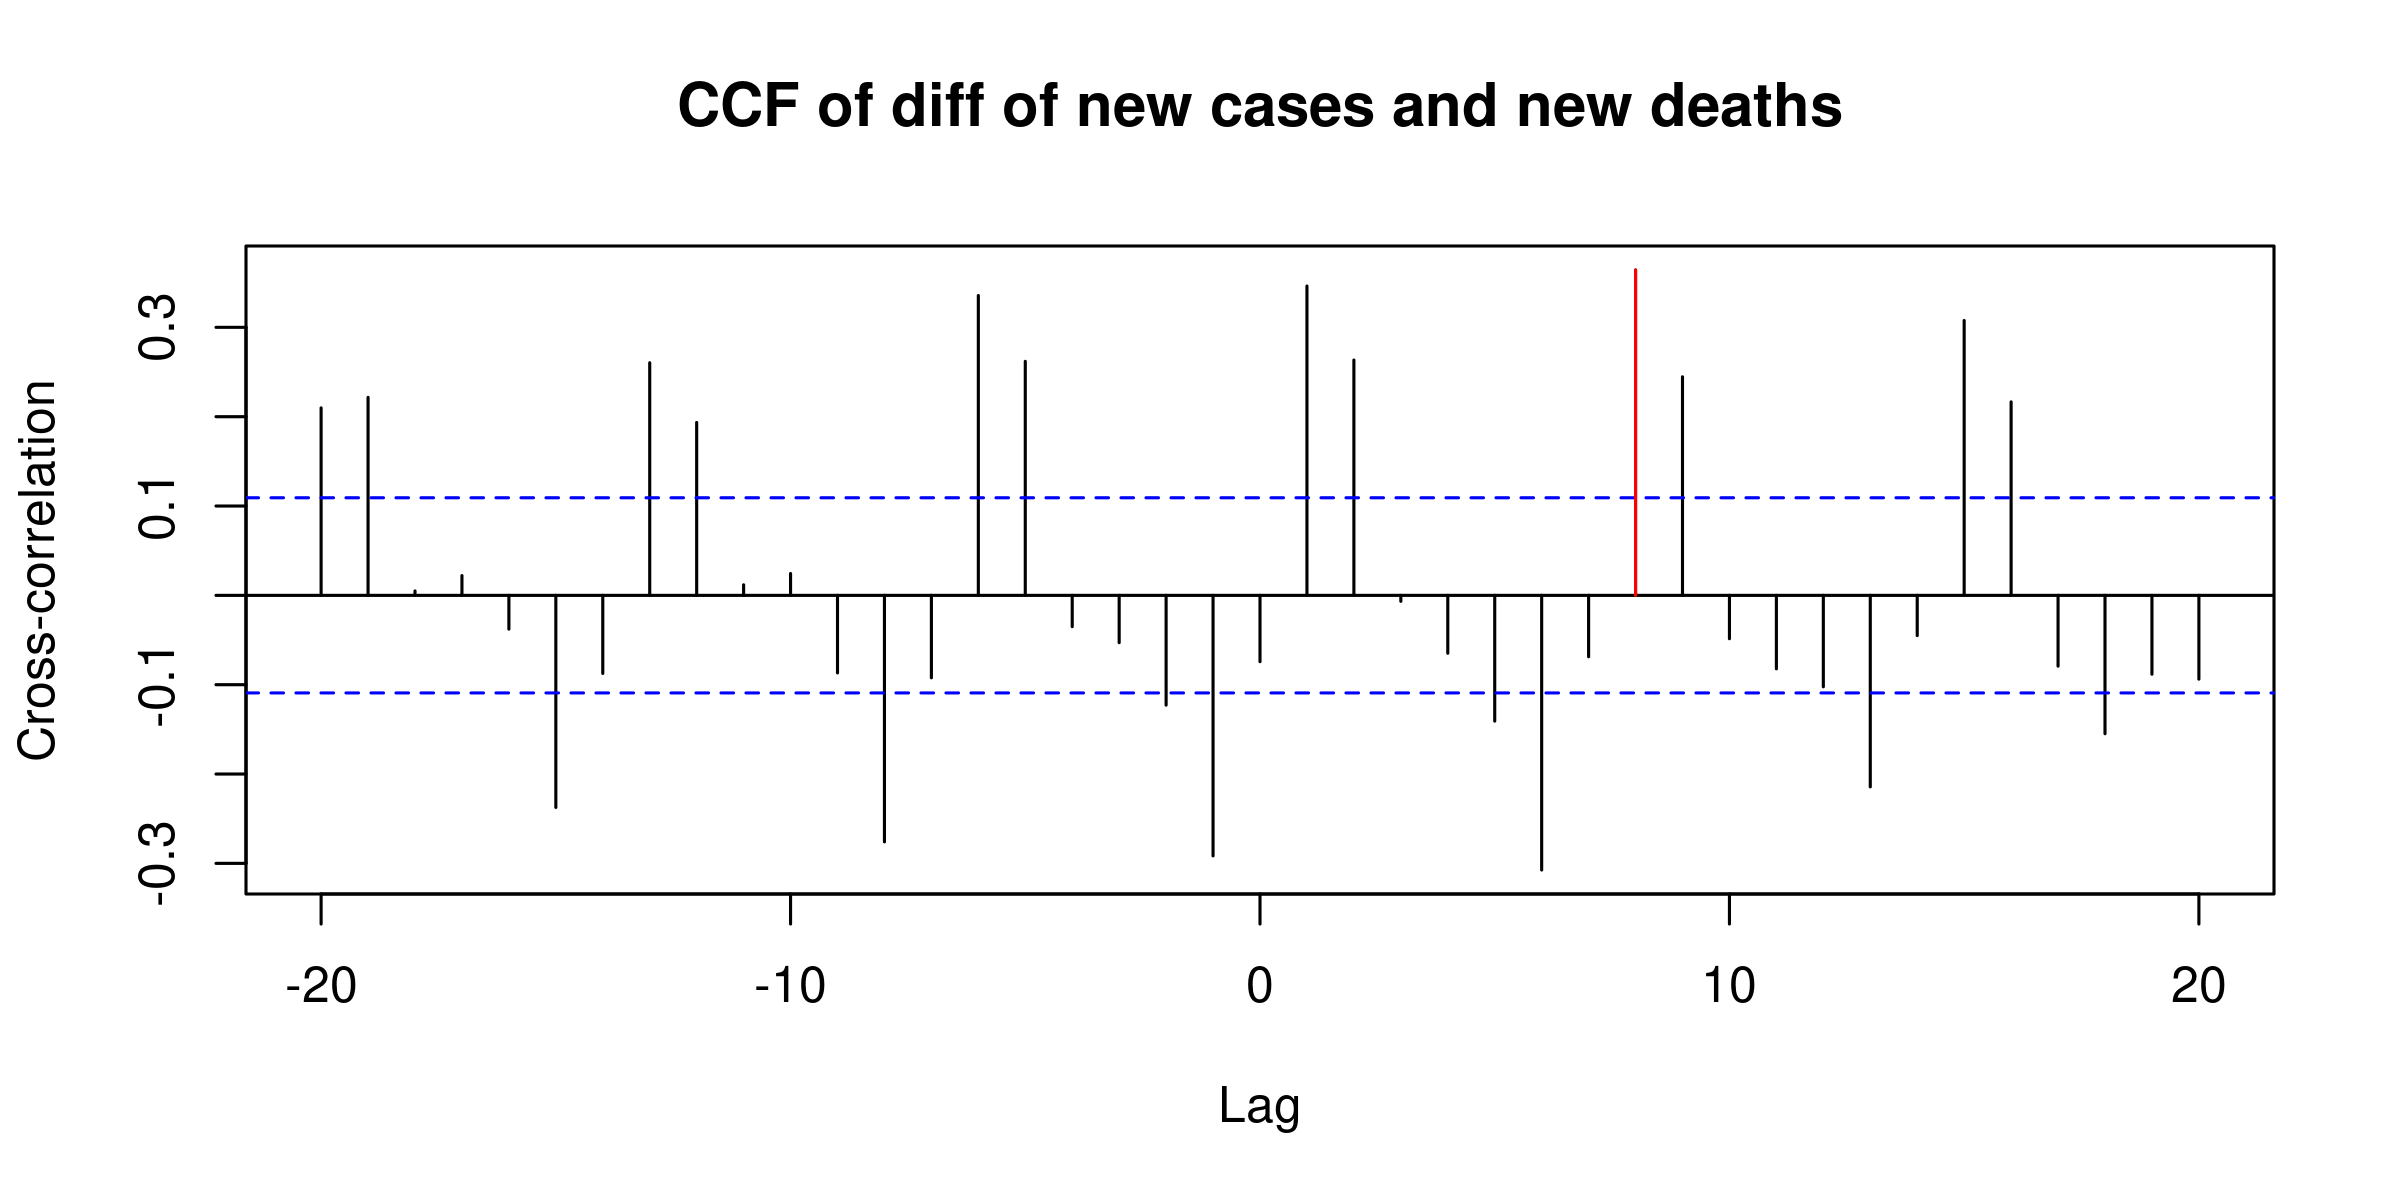 CCF of diff of new cases and new deaths
Cross-correlation
0.3
0.1
-0.1
-0.3
-20 -10 0 10 20
Lag